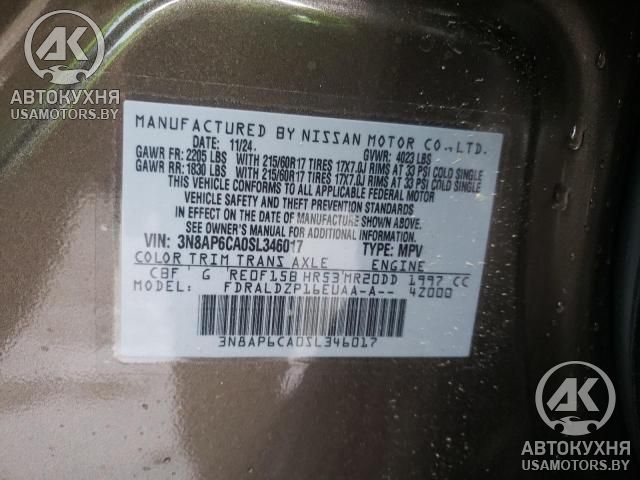 AK
АВТОКУХНЯ
USAMOTORS.BY
MANUFACTURED BY NISSAN MOTOR CO.,LTD.
DATE: 11/24. GVWR: 4023 LBS
GAWR FR: 2205 LBS WITH 215/60R17 TIRES 17X7.0J RIMS AT 33 PSI COLD SINGLE
GAWR RR: 1830 LBS WITH 215/60R17 TIRES 17X7.0J RIMS AT 33 PSI COLD SINGLE
THIS VEHICLE CONFORMS TO ALL APPLICABLE FEDERAL MOTOR
VEHICLE SAFETY AND THEFT PREVENTION STANDARDS
IN EFFECT ON THE DATE OF MANUFACTURE SHOWN ABOVE.
SEE OWNER'S MANUAL FOR ADDITIONAL INFORMATION.
VIN: 3N8AP6CA0SL346017 TYPE: MPV
COLOR TRIM TRANS AXLE ENGINE
CBF G RE0F15B HR53 MR20DD 1997 CC
MODEL: FDRALDZP16EUAA-A-- 4Z000
3N8AP6CA0SL346017
AK
АВТОКУХНЯ
USAMOTORS.BY